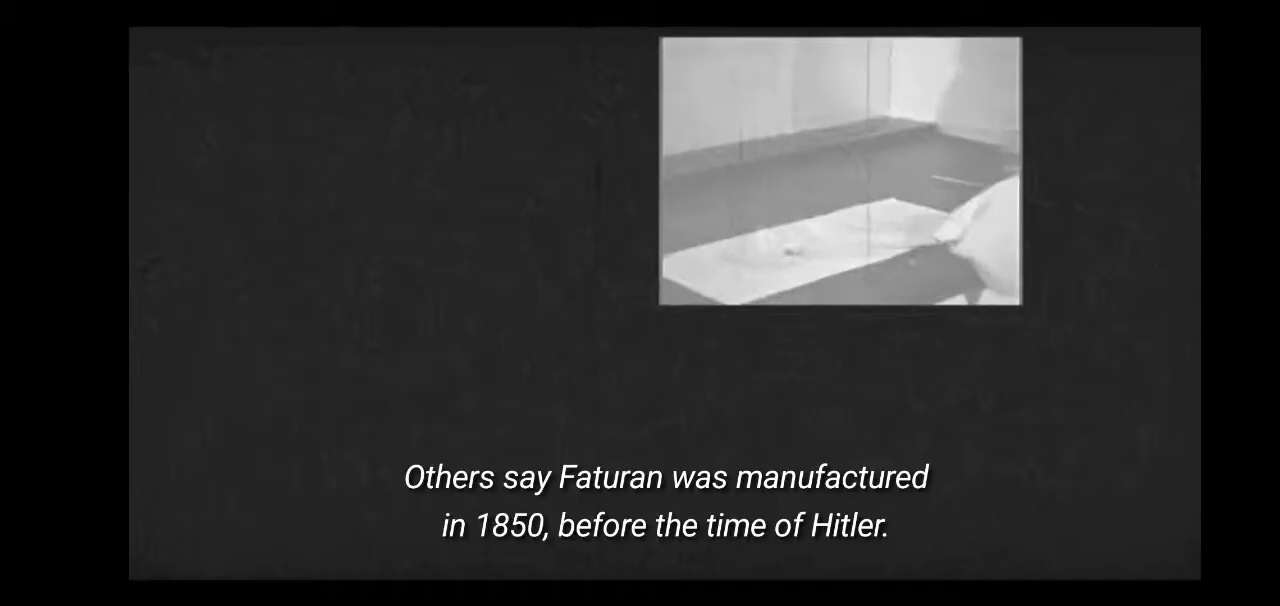 Others say Faturan was manufactured
in 1850, before the time of Hitler.